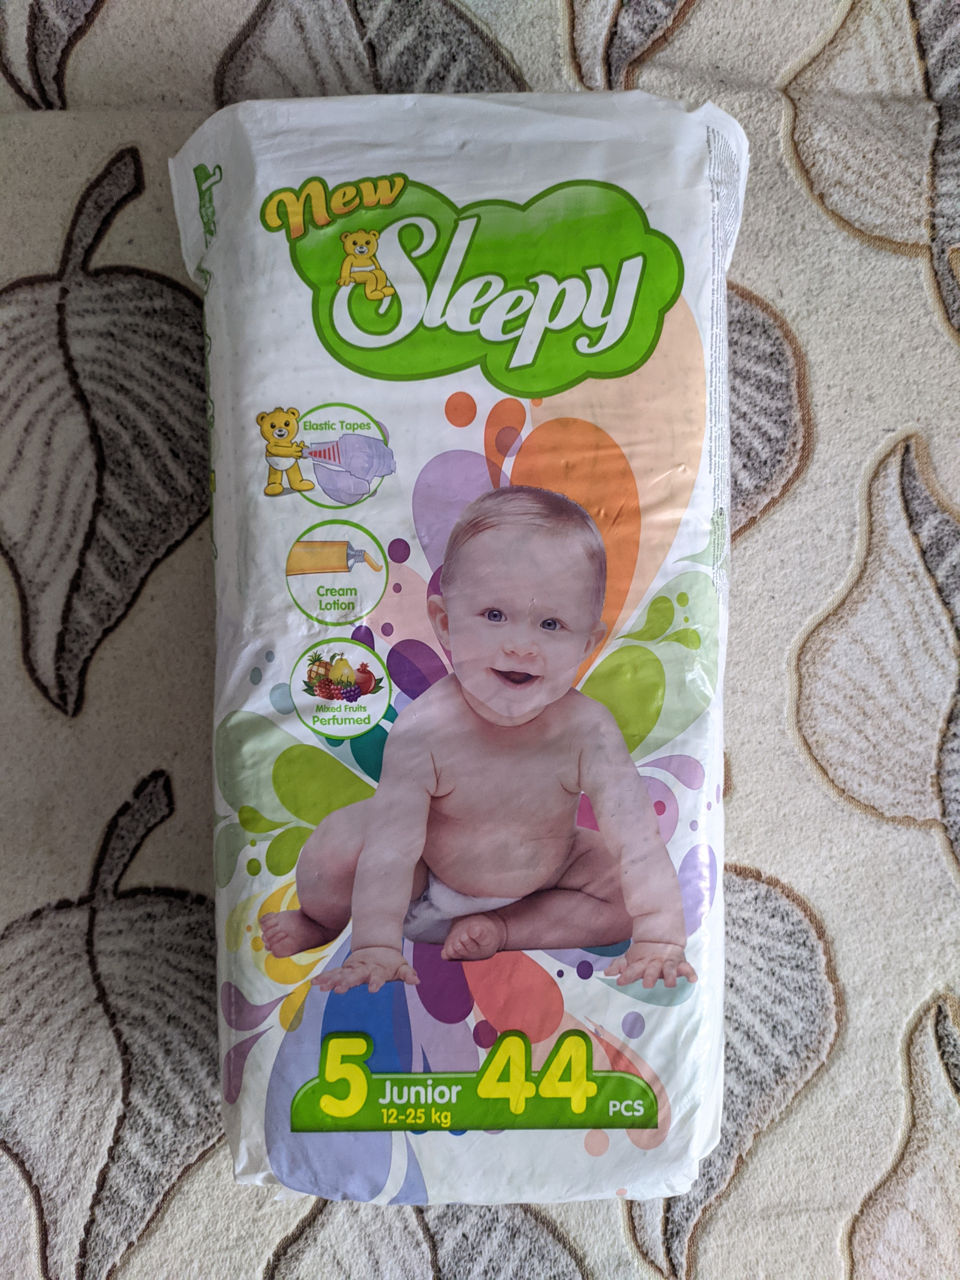 New
Sleepy
Elastic Tapes
Cream
Lotion
Mixed Fruits
Perfumed
5 Junior 44 PCS
12-25 kg